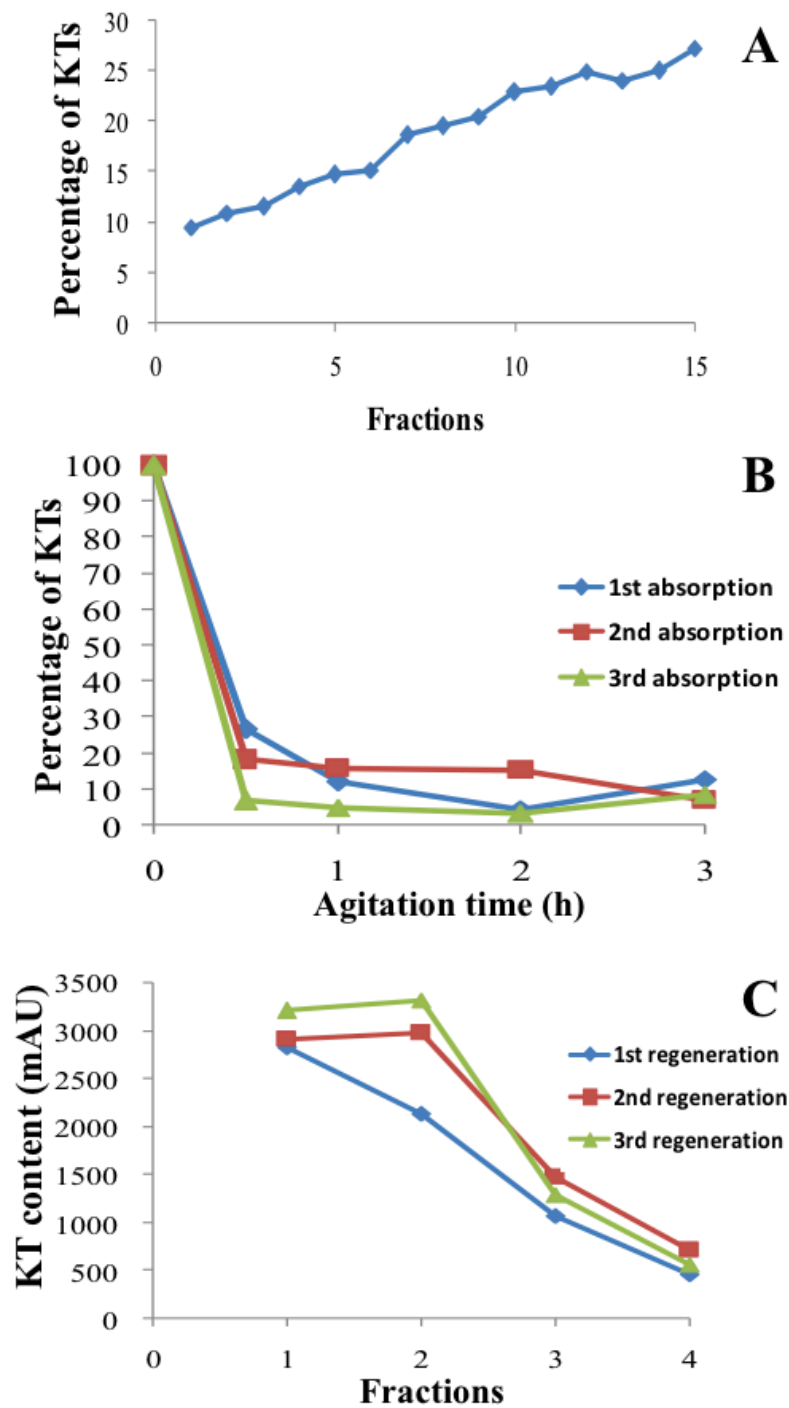 A
Percentage of KTs
30
25
20
15
10
5
0
0 5 10 15
Fractions
B
Percentage of KTs
100
90
80
70
60
50
40
30
20
10
0
1st absorption
2nd absorption
3rd absorption
0 1 2 3
Agitation time (h)
C
KT content (mAU)
3500
3000
2500
2000
1500
1000
500
0
1st regeneration
2nd regeneration
3rd regeneration
0 1 2 3 4
Fractions